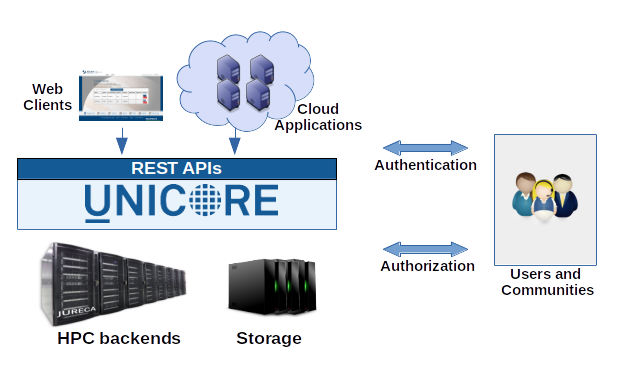 Web
Clients
Cloud
Applications
REST APIs
UNICORE
Authentication
Authorization
Users and
Communities
JURECA
HPC backends
Storage